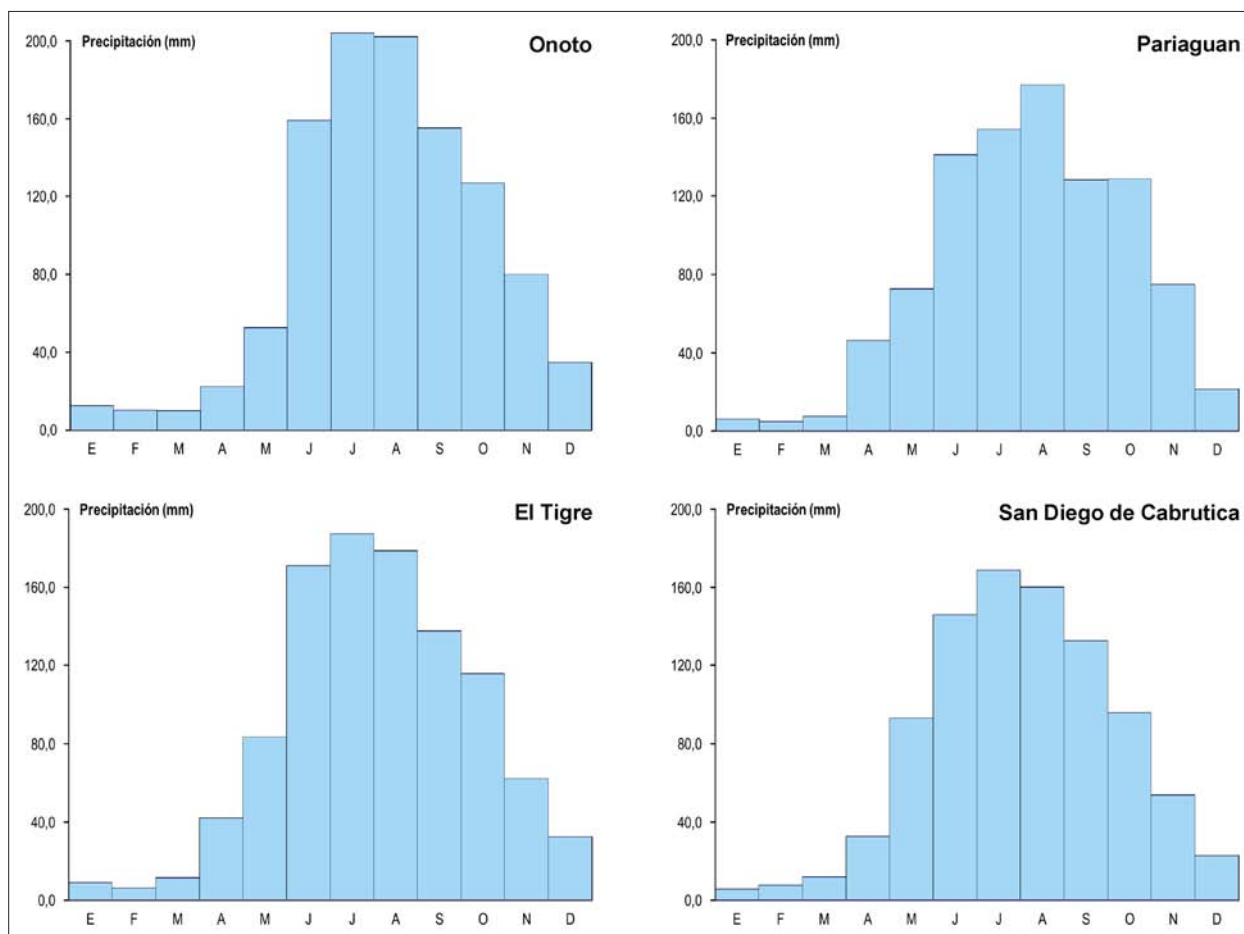 Precipitación (mm)
Onoto
200,0
160,0
120,0
80,0
40,0
0,0
E F M A M J J A S O N D
Precipitación (mm)
Pariaguan
200,0
160,0
120,0
80,0
40,0
0,0
E F M A M J J A S O N D
Precipitación (mm)
El Tigre
200,0
160,0
120,0
80,0
40,0
0,0
E F M A M J J A S O N D
Precipitación (mm)
San Diego de Cabrutica
200,0
160,0
120,0
80,0
40,0
0,0
E F M A M J J A S O N D